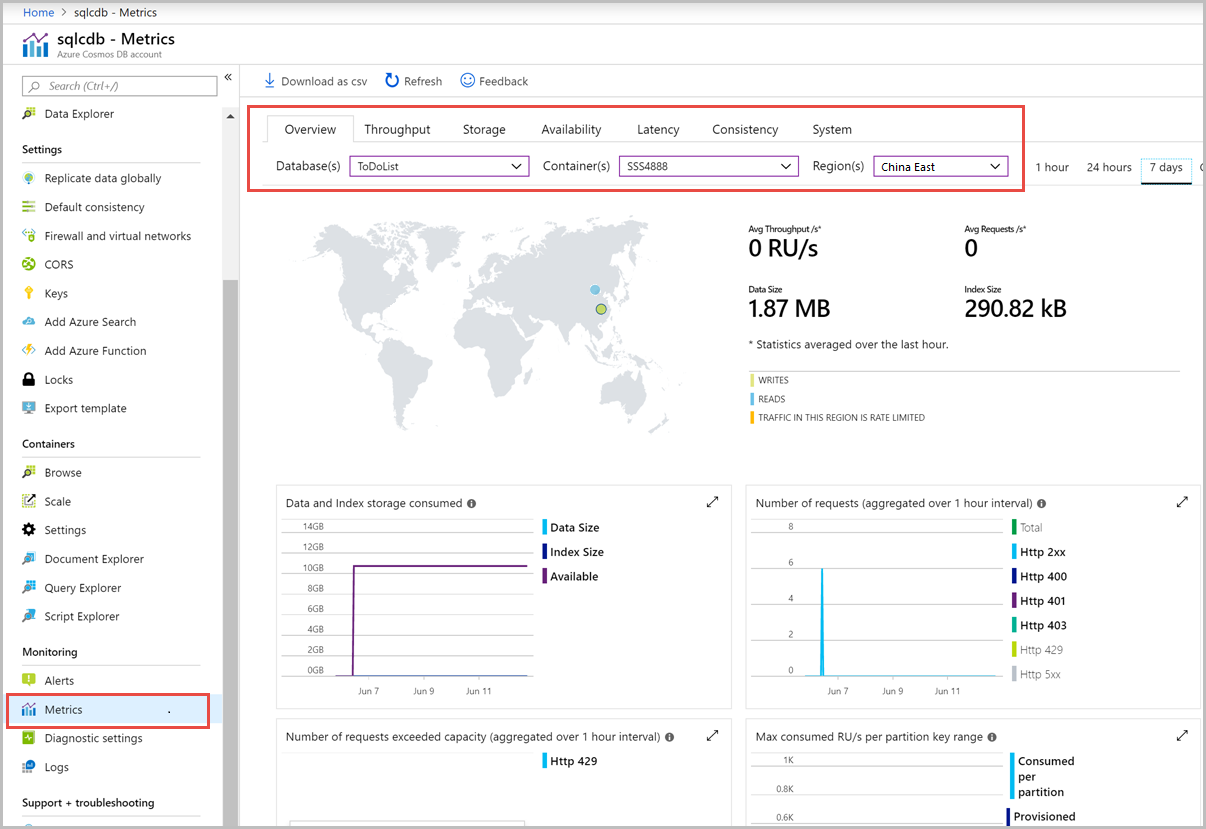 Home > sqlcdb - Metrics
sqlcdb - Metrics
Azure Cosmos DB account
Search (Ctrl+/)
«
Data Explorer
Settings
Replicate data globally
Default consistency
Firewall and virtual networks
CORS
Keys
Add Azure Search
Add Azure Function
Locks
Export template
Containers
Browse
Scale
Settings
Document Explorer
Query Explorer
Script Explorer
Monitoring
Alerts
Metrics
Diagnostic settings
Logs
Support + troubleshooting
Download as csv Refresh Feedback
Overview Throughput Storage Availability Latency Consistency System
Database(s) ToDoList Container(s) SSS4888 Region(s) China East 1 hour 24 hours 7 days
Avg Throughput /s* Avg Requests /s*
0 RU/s 0
Data Size Index Size
1.87 MB 290.82 kB
* Statistics averaged over the last hour.
WRITES
READS
TRAFFIC IN THIS REGION IS RATE LIMITED
Data and Index storage consumed
14GB
12GB
10GB
8GB
6GB
4GB
2GB
0GB
Jun 7 Jun 9 Jun 11
Data Size
Index Size
Available
Number of requests (aggregated over 1 hour interval)
8
6
4
2
0
Jun 7 Jun 9 Jun 11
Total
Http 2xx
Http 400
Http 401
Http 403
Http 429
Http 5xx
Number of requests exceeded capacity (aggregated over 1 hour interval)
Http 429
Max consumed RU/s per partition key range
1K
0.8K
0.6K
Consumed
per
partition
Provisioned